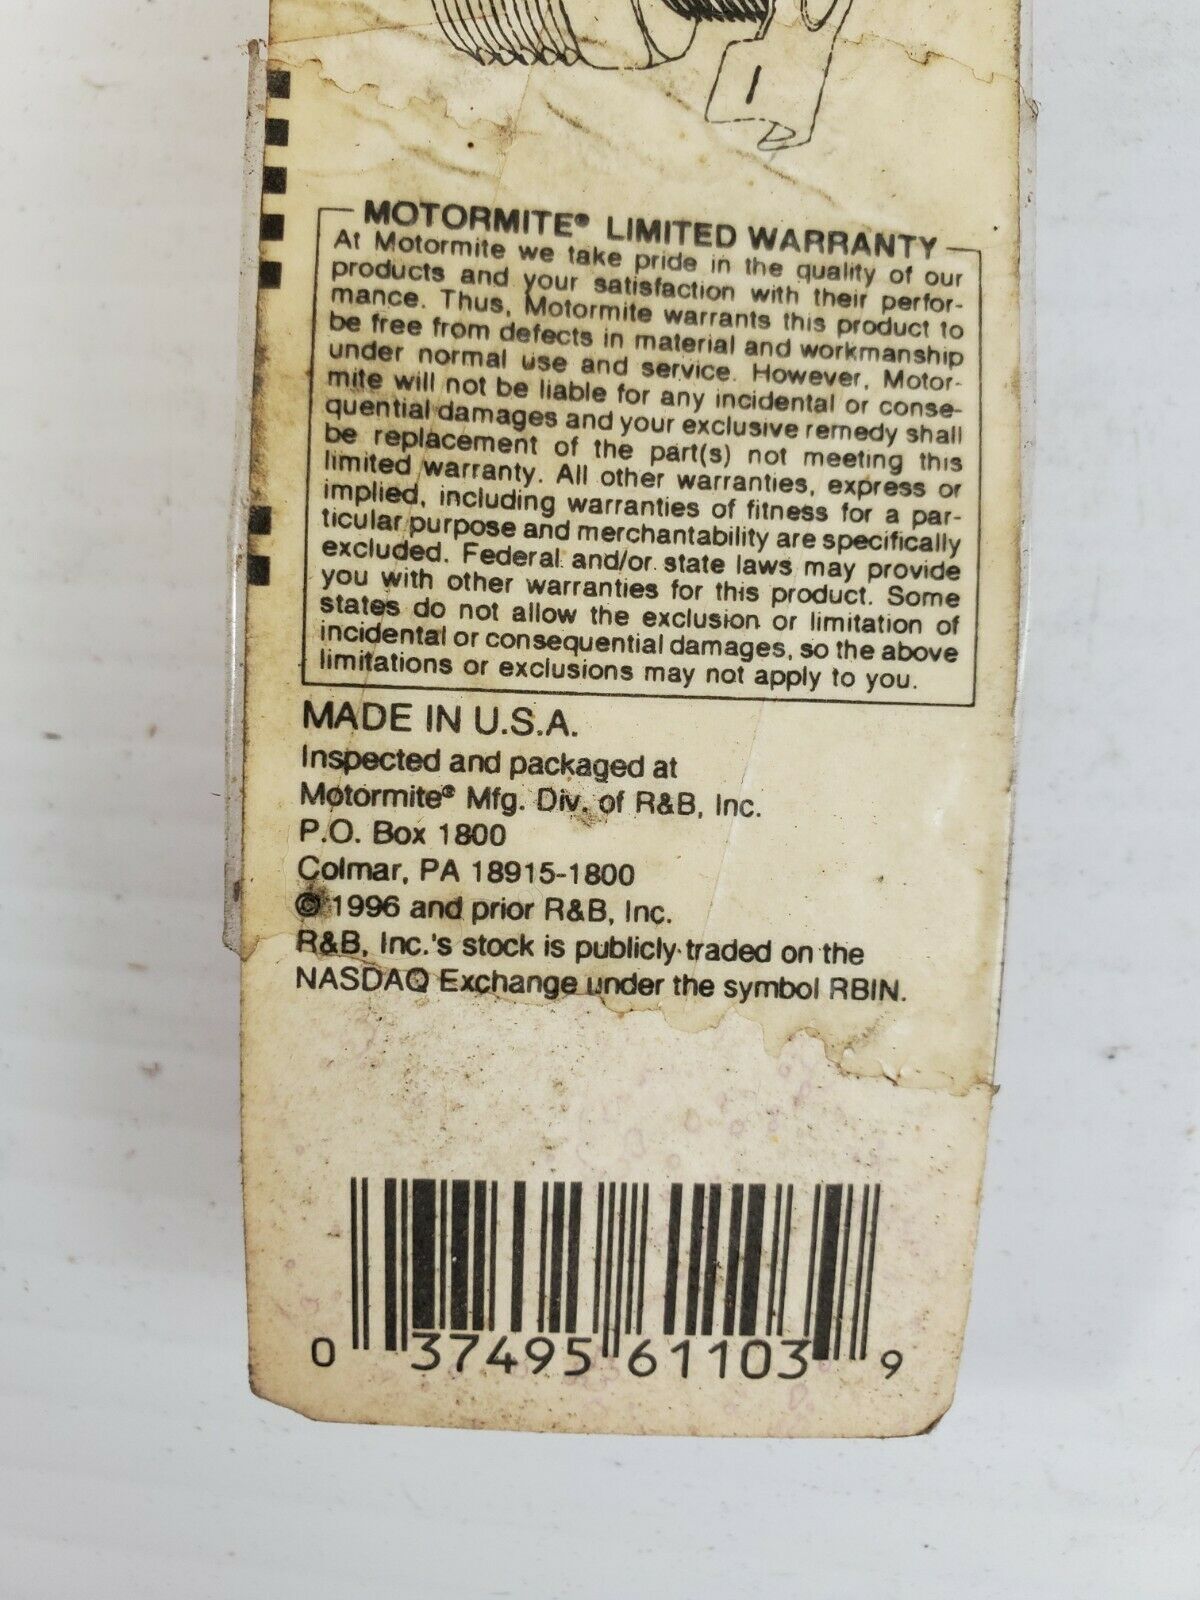 MOTORMITE® LIMITED WARRANTY
At Motormite we take pride in the quality of our
products and your satisfaction with their perfor-
mance. Thus, Motormite warrants this product to
be free from defects in material and workmanship
under normal use and service. However, Motor-
mite will not be liable for any incidental or conse-
quential damages and your exclusive remedy shall
be replacement of the part(s) not meeting this
limited warranty. All other warranties, express or
implied, including warranties of fitness for a par-
ticular purpose and merchantability are specifically
excluded. Federal and/or state laws may provide
you with other warranties for this product. Some
states do not allow the exclusion or limitation of
incidental or consequential damages, so the above
limitations or exclusions may not apply to you.
MADE IN U.S.A.
Inspected and packaged at
Motormite® Mfg. Div. of R&B, Inc.
P.O. Box 1800
Colmar, PA 18915-1800
© 1996 and prior R&B, Inc.
R&B, Inc.'s stock is publicly traded on the
NASDAQ Exchange under the symbol RBIN.
0 37495 61103 9